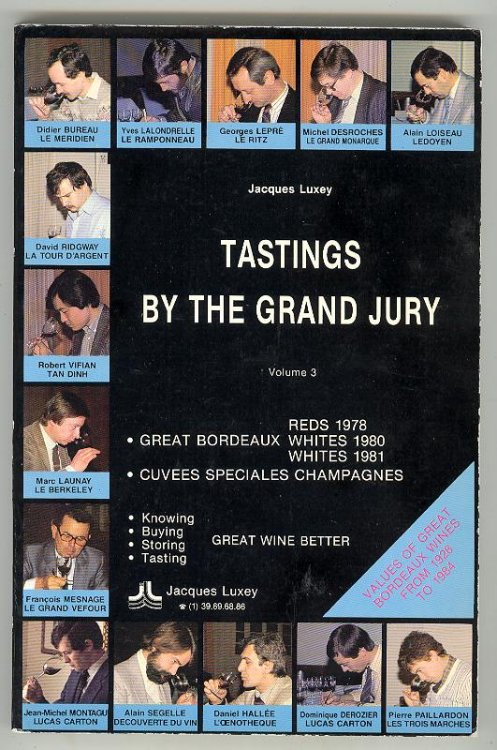 Didier BUREAU
LE MERIDIEN
Yves LALONDRELLE
LE RAMPONNEAU
Georges LEPRÉ
LE RITZ
Michel DESROCHES
LE GRAND MONARQUE
Alain LOISEAU
LEDOYEN
David RIDGWAY
LA TOUR D'ARGENT
Robert VIFIAN
TAN DINH
Marc LAUNAY
LE BERKELEY
François MESNAGE
LE GRAND VEFOUR
Jacques Luxey
TASTINGS
BY THE GRAND JURY
Volume 3
REDS 1978
• GREAT BORDEAUX WHITES 1980
WHITES 1981
• CUVEES SPECIALES CHAMPAGNES
• Knowing
• Buying
• Storing
• Tasting
GREAT WINE BETTER
VALUES OF GREAT
BORDEAUX WINES
FROM 1928
TO 1984
Jacques Luxey
☎ (1) 39.69.68.86
Jean-Michel MONTAGU
LUCAS CARTON
Alain SEGELLE
DECOUVERTE DU VIN
Daniel HALLÉE
L'ŒNOTHEQUE
Dominique DEROZIER
LUCAS CARTON
Pierre PAILLARDON
LES TROIS MARCHES